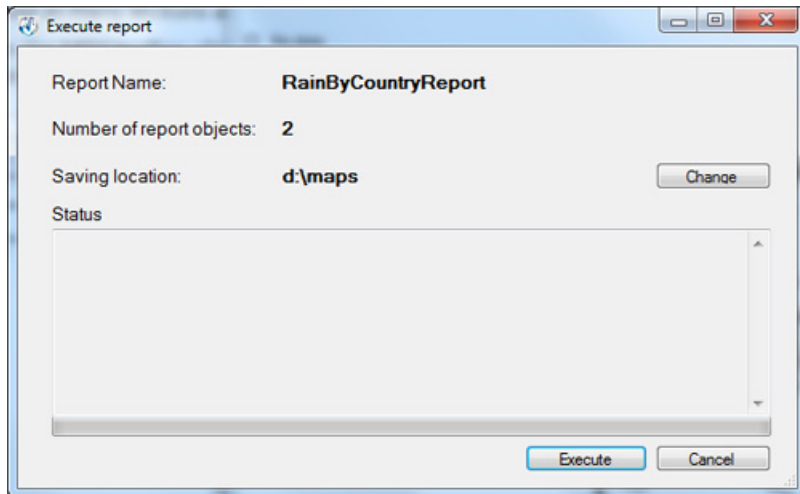 Execute report
Report Name: RainByCountryReport
Number of report objects: 2
Saving location: d:\maps Change
Status
Execute Cancel